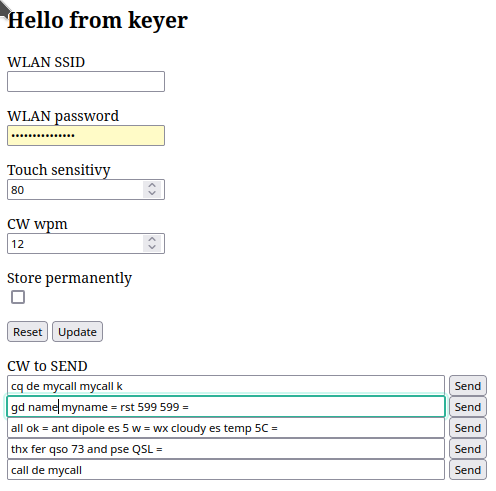 Hello from keyer
WLAN SSID
WLAN password
•••••••••••••••
Touch sensitivy
80
CW wpm
12
Store permanently
Reset Update
CW to SEND
cq de mycall mycall k Send
gd name myname = rst 599 599 = Send
all ok = ant dipole es 5 w = wx cloudy es temp 5C = Send
thx fer qso 73 and pse QSL = Send
call de mycall Send